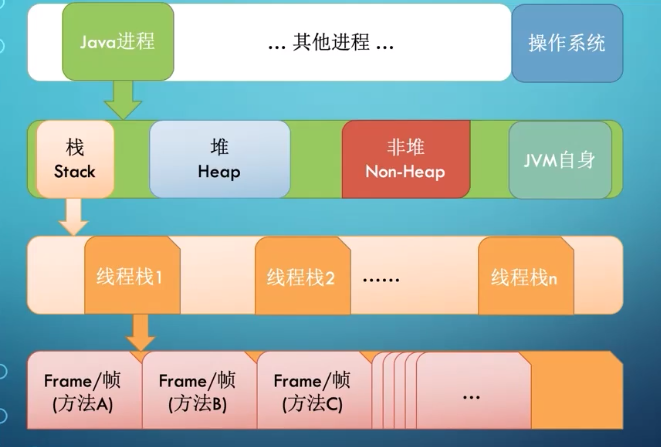 Java进程
... 其他进程 ...
操作系统
栈
Stack
堆
Heap
非堆
Non-Heap
JVM自身
线程栈1
线程栈2
......
线程栈n
Frame/帧
(方法A)
Frame/帧
(方法B)
Frame/帧
(方法C)
...